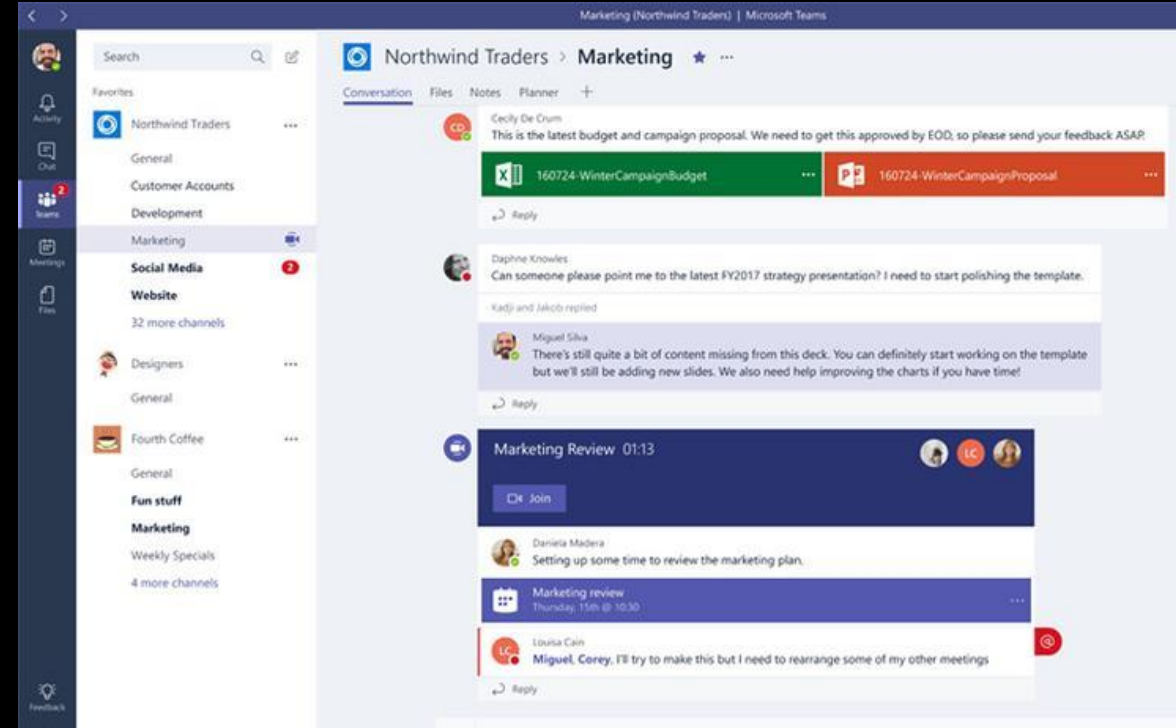 Marketing (Northwind Traders) | Microsoft Teams
Activity
Chat
2
Teams
Meetings
Files
Feedback
Search
Favorites
Northwind Traders
General
Customer Accounts
Development
Marketing
Social Media 2
Website
32 more channels
Designers
General
Fourth Coffee
General
Fun stuff
Marketing
Weekly Specials
4 more channels
Northwind Traders > Marketing
Conversation Files Notes Planner +
CD
Cecily De Crum
This is the latest budget and campaign proposal. We need to get this approved by EOD, so please send your feedback ASAP.
160724-WinterCampaignBudget 160724-WinterCampaignProposal
Reply
Daphne Knowles
Can someone please point me to the latest FY2017 strategy presentation? I need to start polishing the template.
Kadji and Jakob replied
Miguel Silva
There's still quite a bit of content missing from this deck. You can definitely start working on the template
but we'll still be adding new slides. We also need help improving the charts if you have time!
Reply
Marketing Review 01:13
LC
Join
Daniela Madera
Setting up some time to review the marketing plan.
Marketing review
Thursday, 15th @ 10:30
LC
Louisa Cain
Miguel, Corey, I'll try to make this but I need to rearrange some of my other meetings
@
Reply